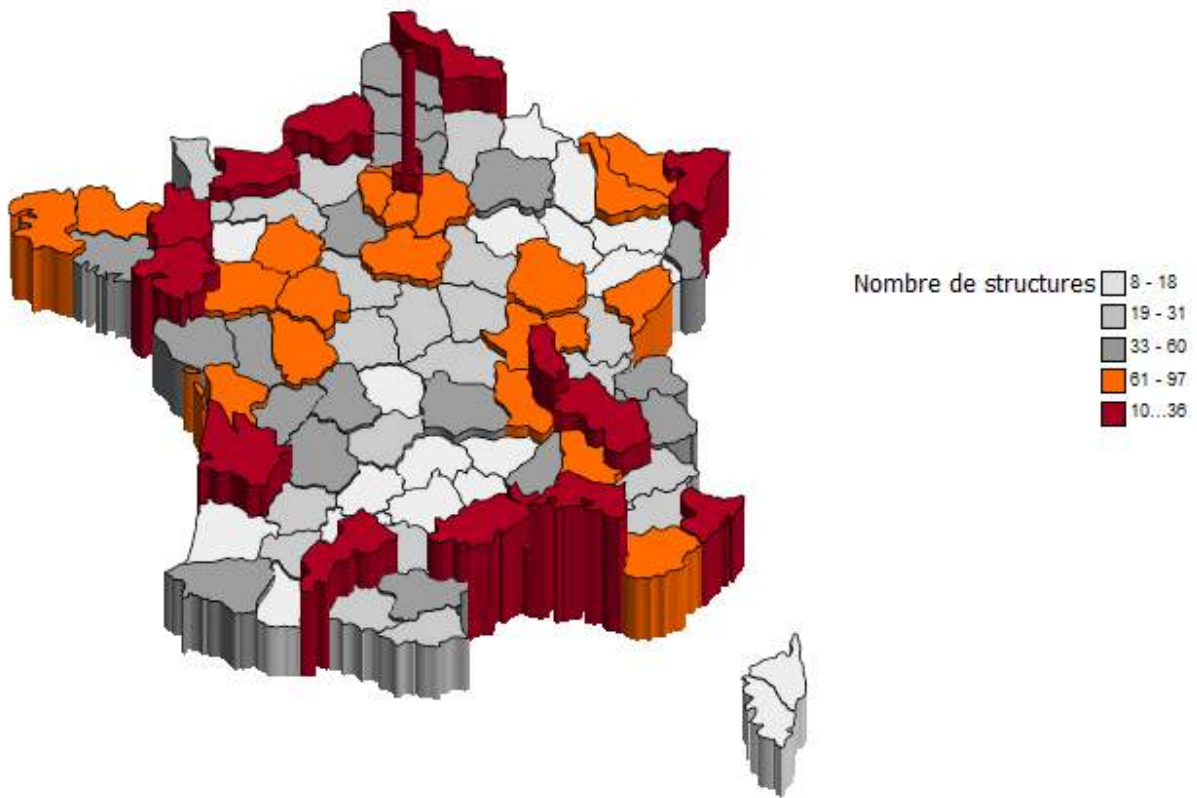 Nombre de structures
8 - 18
19 - 31
33 - 60
61 - 97
10...36